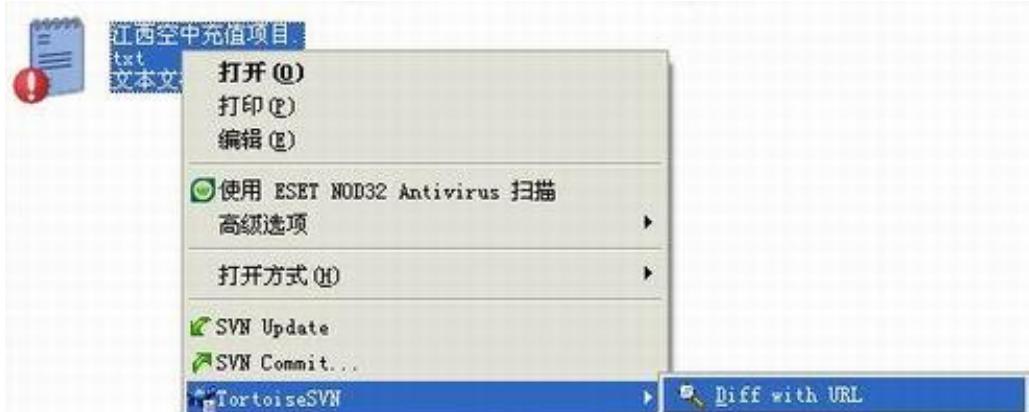 江西空中充值项目.
txt
文本文
打开(O)
打印(P)
编辑(E)
使用 ESET NOD32 Antivirus 扫描
高级选项
打开方式(H)
SVN Update
SVN Commit...
TortoiseSVN
Diff with URL